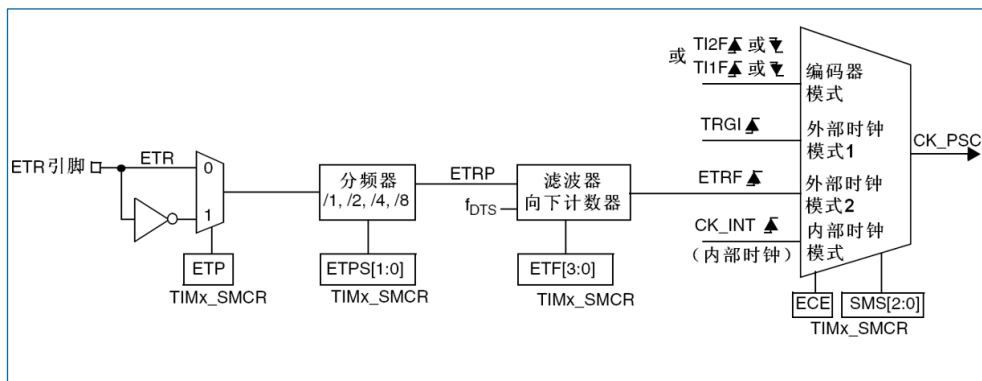 ETR引脚
ETR
0
1
ETP
TIMx_SMCR
分频器
/1, /2, /4, /8
ETPS[1:0]
TIMx_SMCR
ETRP
fDTS
滤波器
向下计数器
ETF[3:0]
TIMx_SMCR
或
TI2F 或
TI1F 或
编码器
模式
TRGI
外部时钟
模式1
ETRF
外部时钟
模式2
CK_INT
（内部时钟）
内部时钟
模式
CK_PSC
ECE
SMS[2:0]
TIMx_SMCR